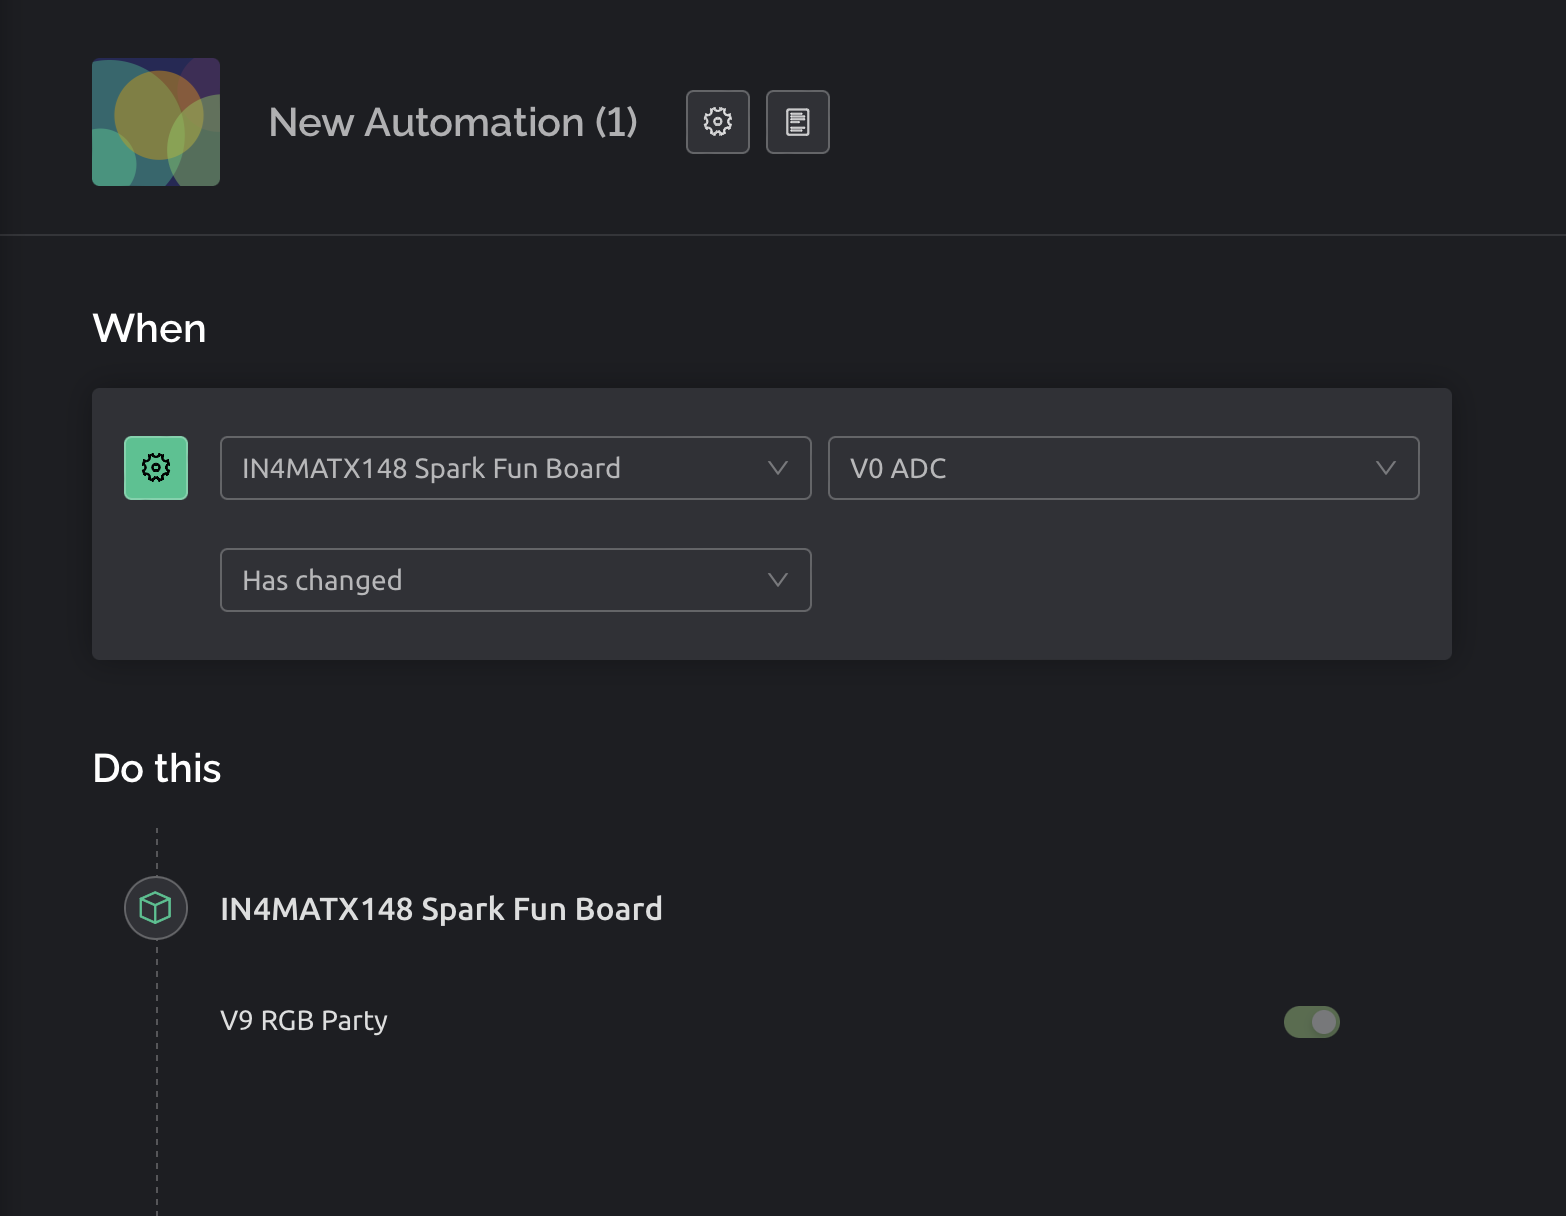 New Automation (1)
When
IN4MATX148 Spark Fun Board
V0 ADC
Has changed
Do this
IN4MATX148 Spark Fun Board
V9 RGB Party